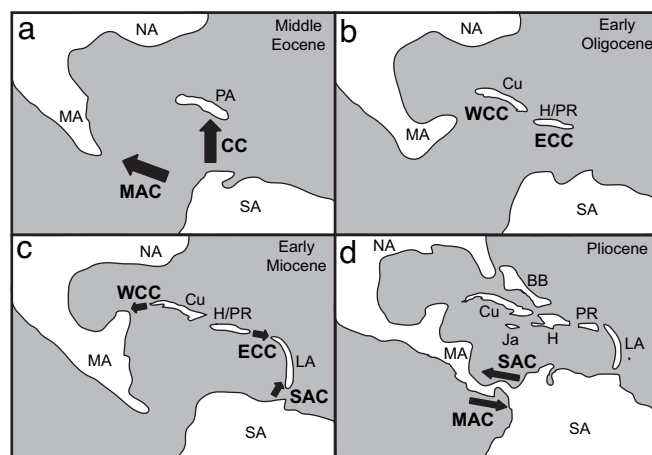 a
Middle
Eocene
NA
MA
PA
CC
MAC
SA
b
Early
Oligocene
NA
Cu
WCC
H/PR
MA
ECC
SA
c
Early
Miocene
NA
WCC
Cu
H/PR
ECC
MA
LA
SAC
SA
d
Pliocene
NA
BB
Cu
PR
Ja
H
LA
MA
SAC
MAC
SA